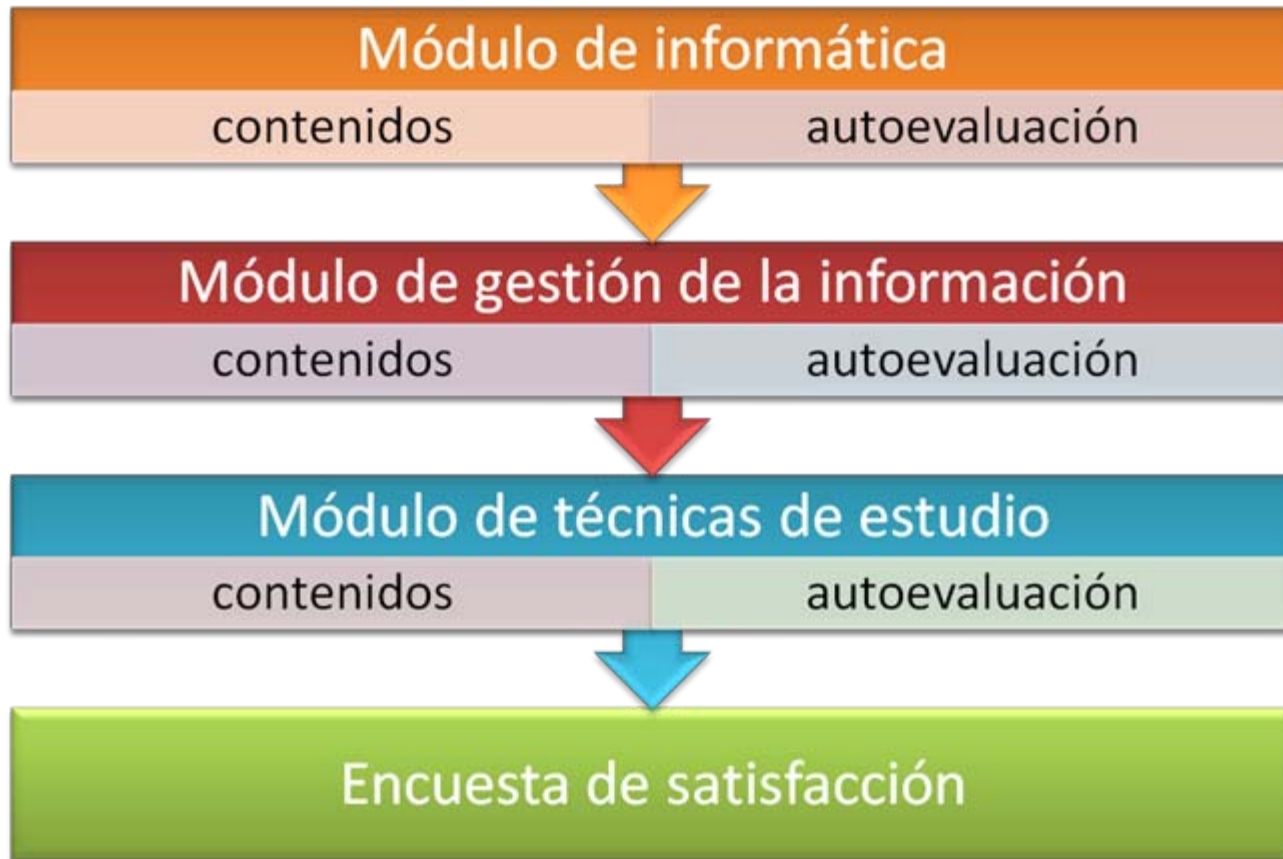 Módulo de informática
contenidos autoevaluación
Módulo de gestión de la información
contenidos autoevaluación
Módulo de técnicas de estudio
contenidos autoevaluación
Encuesta de satisfacción